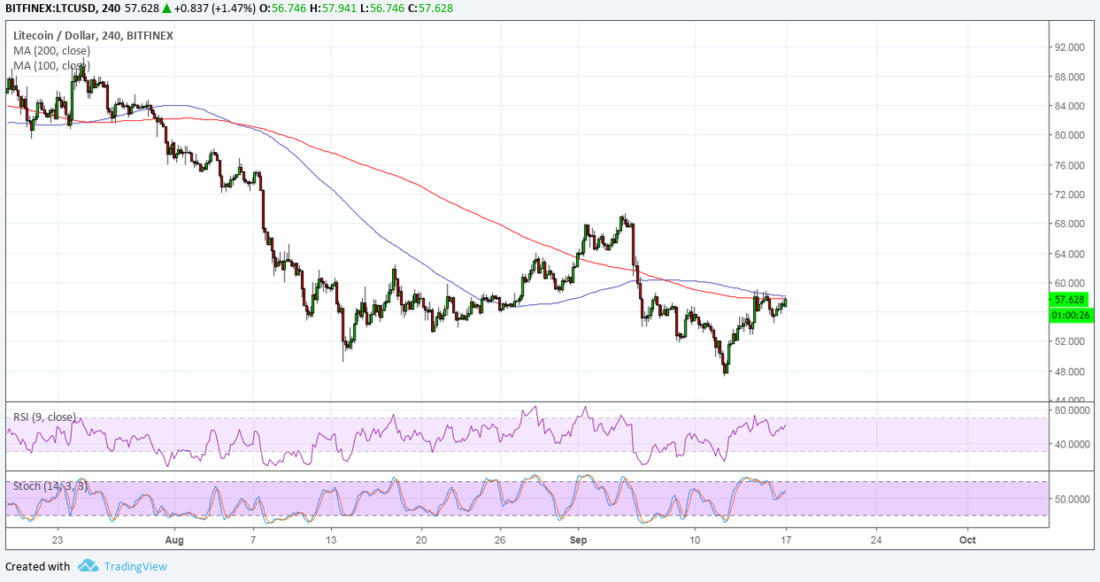 BITFINEX:LTCUSD, 240 57.628 ▲ +0.837 (+1.47%) O:56.746 H:57.941 L:56.746 C:57.628
Litecoin / Dollar, 240, BITFINEX
MA (200, close)
MA (100, close)
92.000
88.000
84.000
80.000
76.000
72.000
68.000
64.000
60.000
57.628
01:00:26
52.000
48.000
44.000
RSI (9, close)
80.0000
40.0000
Stoch (14, 3, 3)
50.0000
23 Aug 7 13 20 26 Sep 10 17 24 Oct
Created with TradingView